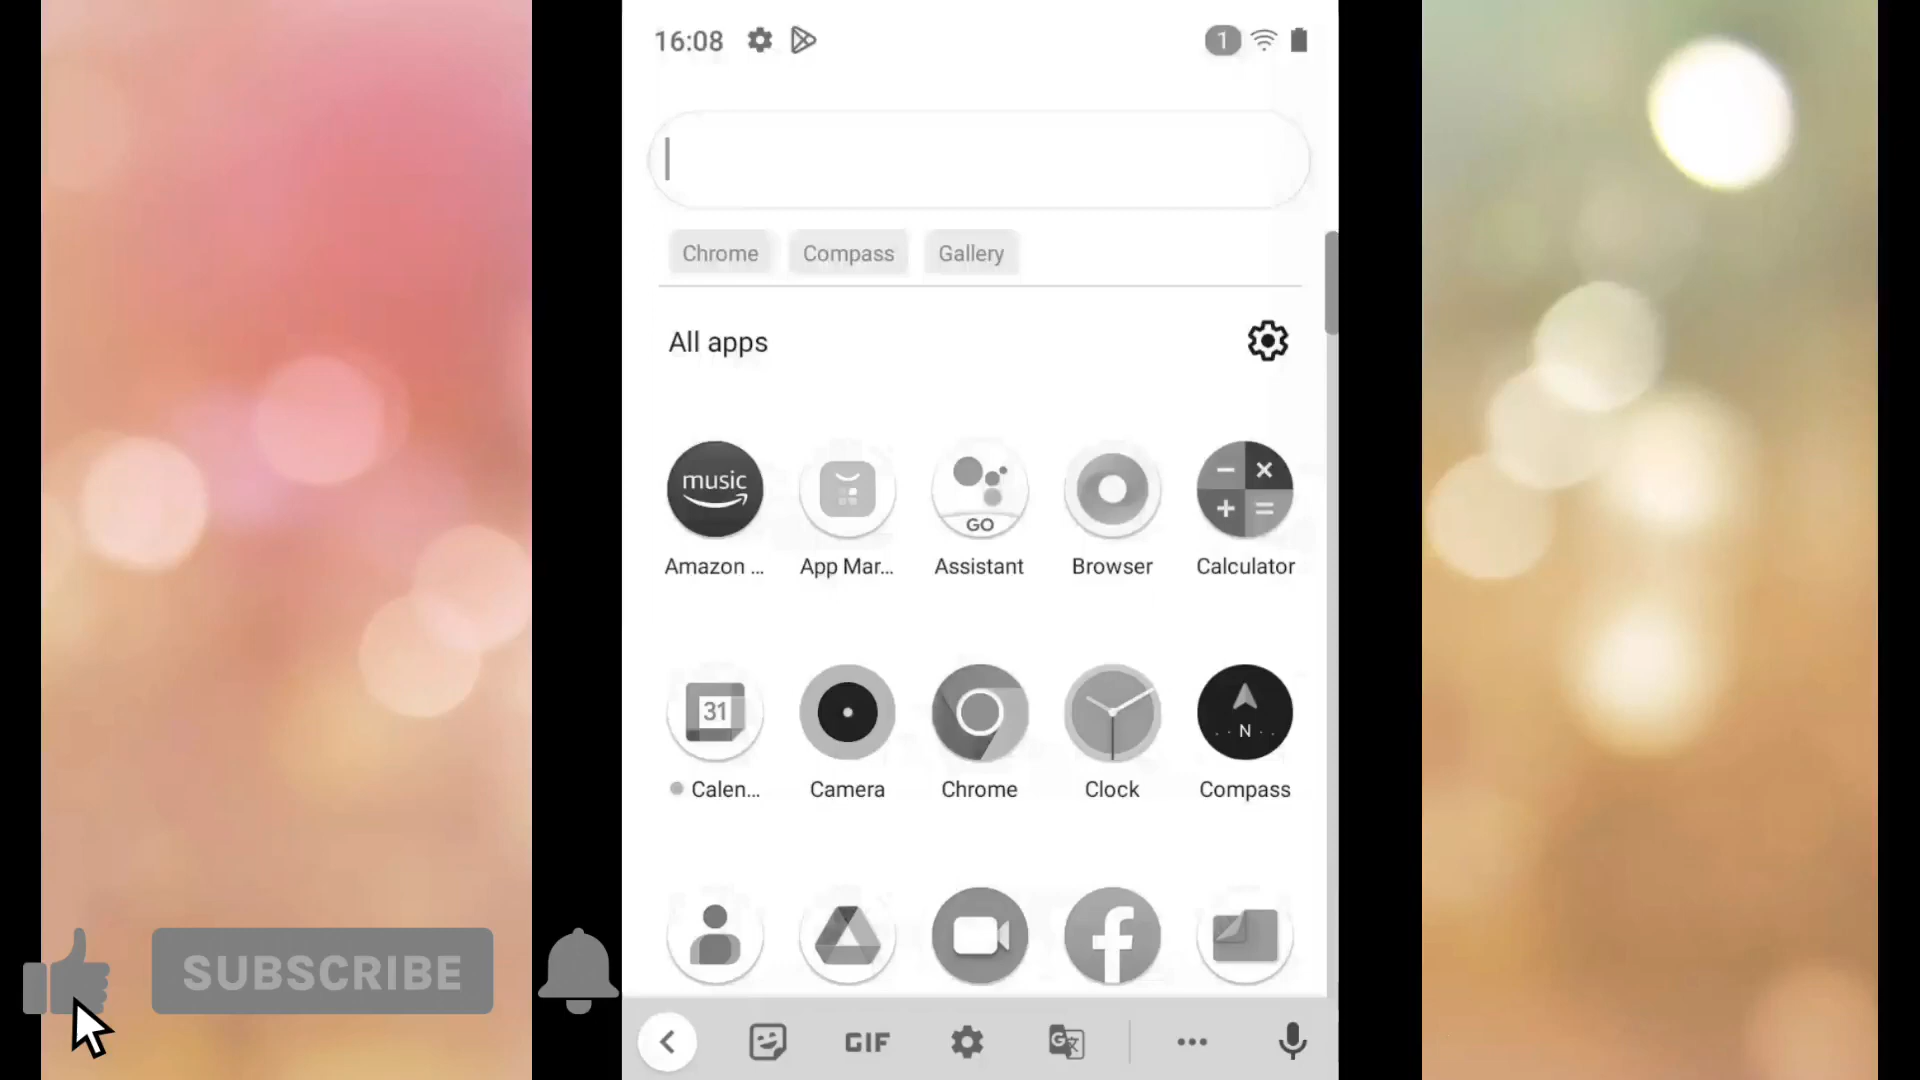 16:08
1
Chrome Compass Gallery
All apps
music
GO
Amazon ... App Mar... Assistant Browser Calculator
31
N
Calen... Camera Chrome Clock Compass
SUBSCRIBE
GIF